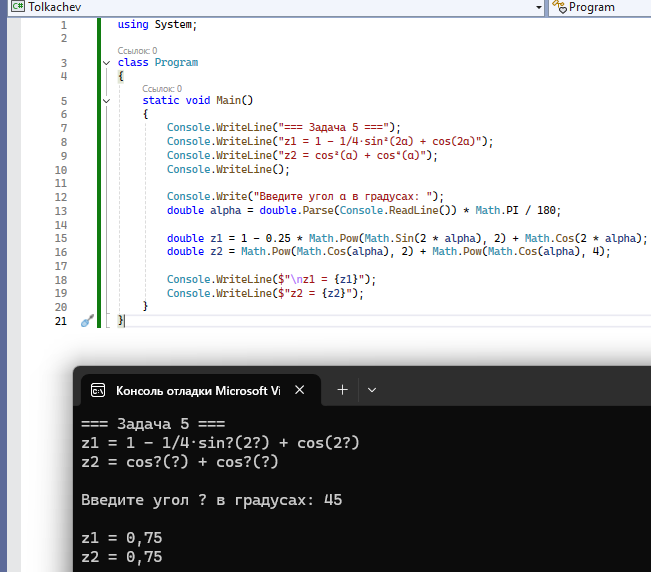 Tolkachev
Program
1 using System;
2
Ссылок: 0
3 class Program
4 {
Ссылок: 0
5 static void Main()
6 {
7 Console.WriteLine("=== Задача 5 ===");
8 Console.WriteLine("z1 = 1 − 1/4·sin²(2α) + cos(2α)");
9 Console.WriteLine("z2 = cos²(α) + cos⁴(α)");
10 Console.WriteLine();
11
12 Console.Write("Введите угол α в градусах: ");
13 double alpha = double.Parse(Console.ReadLine()) * Math.PI / 180;
14
15 double z1 = 1 - 0.25 * Math.Pow(Math.Sin(2 * alpha), 2) + Math.Cos(2 * alpha);
16 double z2 = Math.Pow(Math.Cos(alpha), 2) + Math.Pow(Math.Cos(alpha), 4);
17
18 Console.WriteLine($"\nz1 = {z1}");
19 Console.WriteLine($"z2 = {z2}");
20 }
21 }
Консоль отладки Microsoft Vi
=== Задача 5 ===
z1 = 1 − 1/4·sin?(2?) + cos(2?)
z2 = cos?(?) + cos?(?)
Введите угол ? в градусах: 45
z1 = 0,75
z2 = 0,75